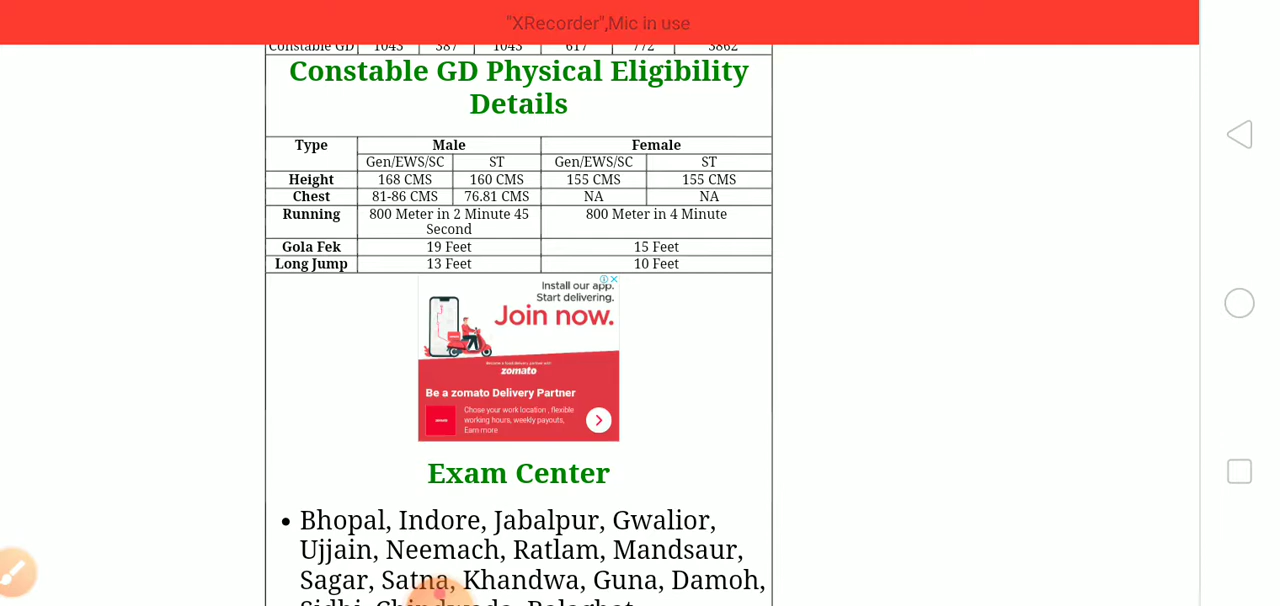 "XRecorder",Mic in use
Constable GD 1043 387 1043 617 772 3862
Constable GD Physical Eligibility
Details
Type Male Female
Gen/EWS/SC ST Gen/EWS/SC ST
Height 168 CMS 160 CMS 155 CMS 155 CMS
Chest 81-86 CMS 76.81 CMS NA NA
Running 800 Meter in 2 Minute 45 800 Meter in 4 Minute
Second
Gola Fek 19 Feet 15 Feet
Long Jump 13 Feet 10 Feet
Install our app.
Start delivering.
Join now.
zomato
Be a zomato Delivery Partner
Chose your work location , flexible
working hours, weekly payouts,
Earn more
Exam Center
• Bhopal, Indore, Jabalpur, Gwalior,
Ujjain, Neemach, Ratlam, Mandsaur,
Sagar, Satna, Khandwa, Guna, Damoh,